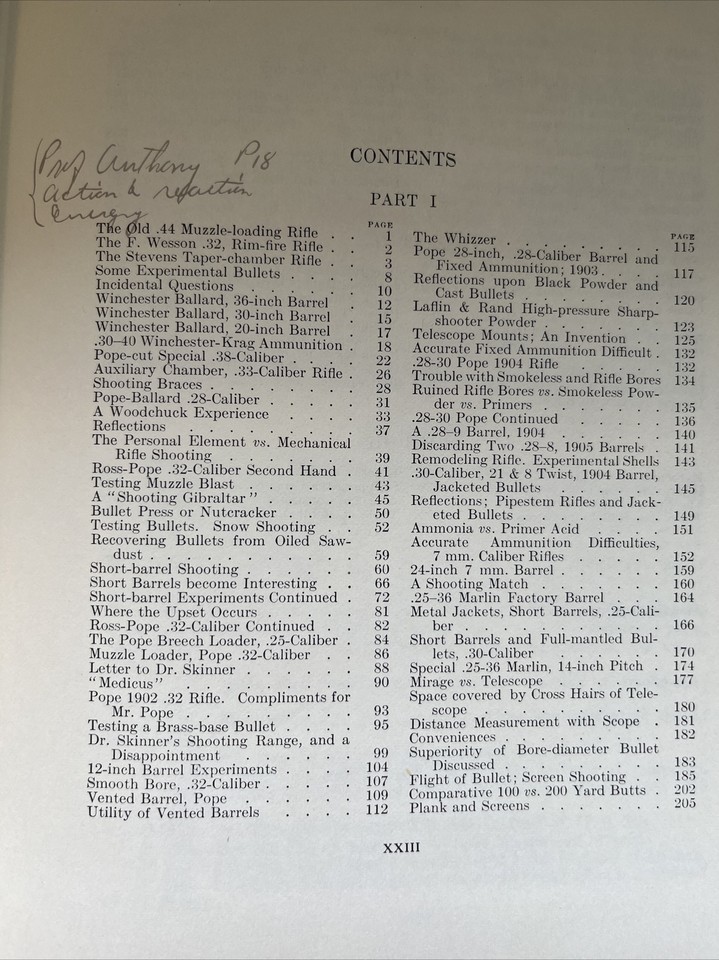 Prof Anthony P18
Action & reaction
Energy
CONTENTS
PART I
PAGE
The Old .44 Muzzle-loading Rifle . . 1
The F. Wesson .32, Rim-fire Rifle . . 2
The Stevens Taper-chamber Rifle . . 3
Some Experimental Bullets . . . . 8
Incidental Questions . . . . . . 10
Winchester Ballard, 36-inch Barrel . 12
Winchester Ballard, 30-inch Barrel . 15
Winchester Ballard, 20-inch Barrel . 17
.30–40 Winchester-Krag Ammunition . 18
Pope-cut Special .38-Caliber . . . . 22
Auxiliary Chamber, .33-Caliber Rifle . 26
Shooting Braces . . . . . . . . 28
Pope-Ballard .28-Caliber . . . . . 31
A Woodchuck Experience . . . . 33
Reflections . . . . . . . . . 37
The Personal Element vs. Mechanical
Rifle Shooting . . . . . . . 39
Ross-Pope .32-Caliber Second Hand . 41
Testing Muzzle Blast . . . . . . 43
A "Shooting Gibraltar" . . . . . 45
Bullet Press or Nutcracker . . . . 50
Testing Bullets. Snow Shooting . . 52
Recovering Bullets from Oiled Saw-
dust . . . . . . . . . . . 59
Short-barrel Shooting . . . . . . 60
Short Barrels become Interesting . . 66
Short-barrel Experiments Continued . 72
Where the Upset Occurs . . . . . 81
Ross-Pope .32-Caliber Continued . . 82
The Pope Breech Loader, .25-Caliber . 84
Muzzle Loader, Pope .32-Caliber . . 86
Letter to Dr. Skinner . . . . . . 88
"Medicus" . . . . . . . . . 90
Pope 1902 .32 Rifle. Compliments for
Mr. Pope . . . . . . . . . 93
Testing a Brass-base Bullet . . . . 95
Dr. Skinner's Shooting Range, and a
Disappointment . . . . . . 99
12-inch Barrel Experiments . . . . 104
Smooth Bore, .32-Caliber . . . . . 107
Vented Barrel, Pope . . . . . . 109
Utility of Vented Barrels . . . . 112
PAGE
The Whizzer . . . . . . . . . 115
Pope 28-inch, .28-Caliber Barrel and
Fixed Ammunition; 1903 . . . . 117
Reflections upon Black Powder and
Cast Bullets . . . . . . . . 120
Laflin & Rand High-pressure Sharp-
shooter Powder . . . . . . . 123
Telescope Mounts; An Invention . . 125
Accurate Fixed Ammunition Difficult . 132
.28-30 Pope 1904 Rifle . . . . . 132
Trouble with Smokeless and Rifle Bores 134
Ruined Rifle Bores vs. Smokeless Pow-
der vs. Primers . . . . . . . 135
.28-30 Pope Continued . . . . . 136
A .28–9 Barrel, 1904 . . . . . . 140
Discarding Two .28–8, 1905 Barrels . 141
Remodeling Rifle. Experimental Shells 143
.30-Caliber, 21 & 8 Twist, 1904 Barrel,
Jacketed Bullets . . . . . . 145
Reflections; Pipestem Rifles and Jack-
eted Bullets . . . . . . . . 149
Ammonia vs. Primer Acid . . . . 151
Accurate Ammunition Difficulties,
7 mm. Caliber Rifles . . . . . 152
24-inch 7 mm. Barrel . . . . . . 159
A Shooting Match . . . . . . . 160
.25–36 Marlin Factory Barrel . . . 164
Metal Jackets, Short Barrels, .25-Cali-
ber . . . . . . . . . . . 166
Short Barrels and Full-mantled Bul-
lets, .30-Caliber . . . . . . 170
Special .25-36 Marlin, 14-inch Pitch . 174
Mirage vs. Telescope . . . . . . 177
Space covered by Cross Hairs of Tele-
scope . . . . . . . . . . 180
Distance Measurement with Scope . 181
Conveniences . . . . . . . . . 182
Superiority of Bore-diameter Bullet
Discussed . . . . . . . . . 183
Flight of Bullet; Screen Shooting . . 185
Comparative 100 vs. 200 Yard Butts . 202
Plank and Screens . . . . . . . 205
XXIII